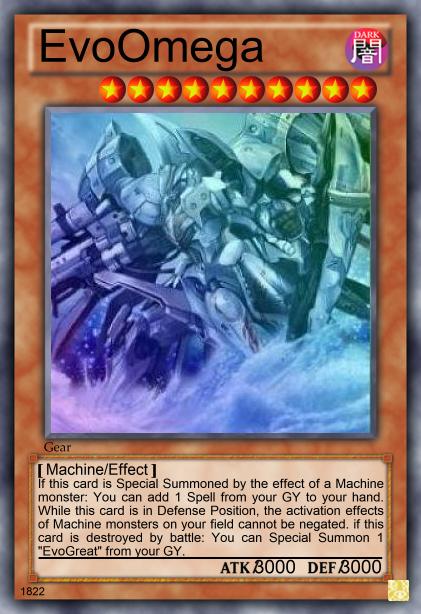 EvoOmega
DARK
闇
Gear
[ Machine/Effect ]
If this card is Special Summoned by the effect of a Machine
monster: You can add 1 Spell from your GY to your hand.
While this card is in Defense Position, the activation effects
of Machine monsters on your field cannot be negated. if this
card is destroyed by battle: You can Special Summon 1
"EvoGreat" from your GY.
ATK 3000 DEF 3000
1822